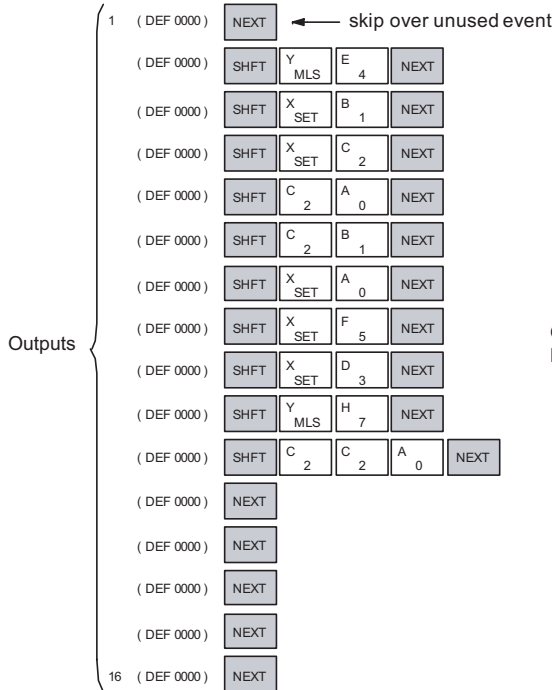 1 ( DEF 0000 ) NEXT skip over unused event
( DEF 0000 ) SHFT Y MLS E 4 NEXT
( DEF 0000 ) SHFT X SET B 1 NEXT
( DEF 0000 ) SHFT X SET C 2 NEXT
( DEF 0000 ) SHFT C 2 A 0 NEXT
( DEF 0000 ) SHFT C 2 B 1 NEXT
( DEF 0000 ) SHFT X SET A 0 NEXT
( DEF 0000 ) SHFT X SET F 5 NEXT
Outputs
( DEF 0000 ) SHFT X SET D 3 NEXT
( DEF 0000 ) SHFT Y MLS H 7 NEXT
( DEF 0000 ) SHFT C 2 C 2 A 0 NEXT
( DEF 0000 ) NEXT
( DEF 0000 ) NEXT
( DEF 0000 ) NEXT
( DEF 0000 ) NEXT
16 ( DEF 0000 ) NEXT